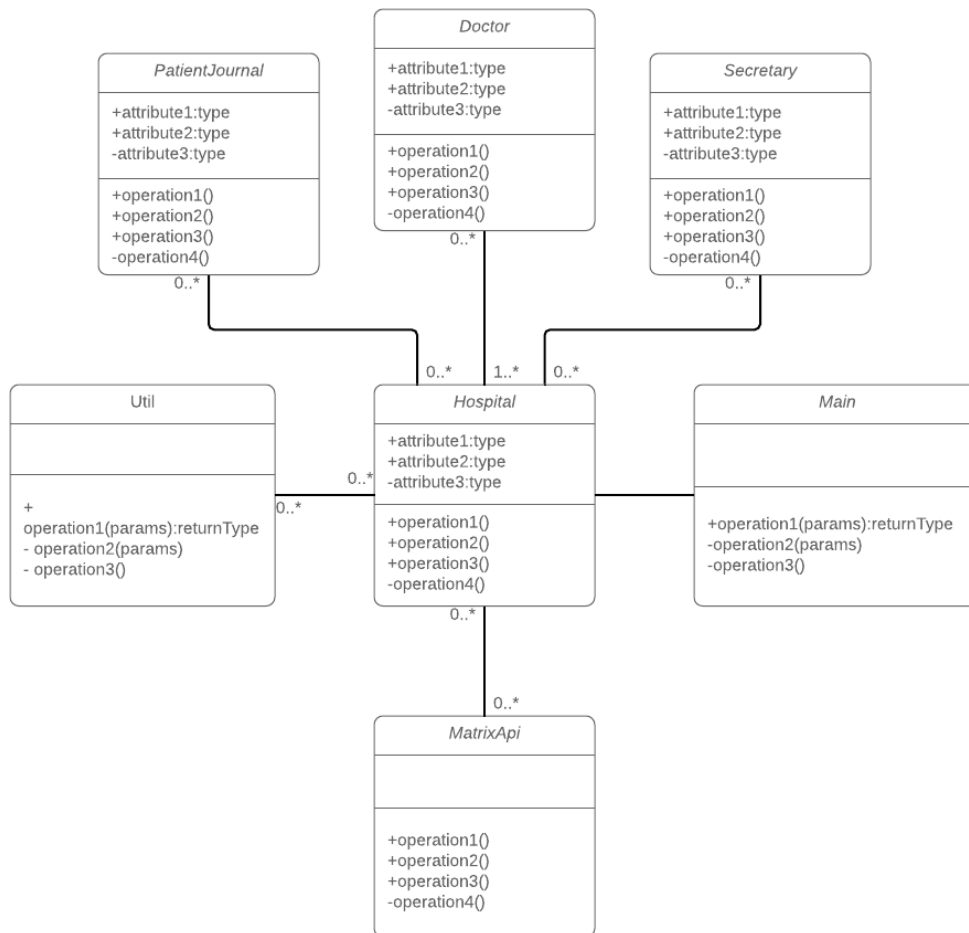 Doctor
+attribute1:type
+attribute2:type
-attribute3:type
+operation1()
+operation2()
+operation3()
-operation4()
0..*
PatientJournal
+attribute1:type
+attribute2:type
-attribute3:type
+operation1()
+operation2()
+operation3()
-operation4()
0..*
Secretary
+attribute1:type
+attribute2:type
-attribute3:type
+operation1()
+operation2()
+operation3()
-operation4()
0..*
0..*
1..*
0..*
Util
+
operation1(params):returnType
- operation2(params)
- operation3()
0..*
0..*
Hospital
+attribute1:type
+attribute2:type
-attribute3:type
+operation1()
+operation2()
+operation3()
-operation4()
0..*
Main
+operation1(params):returnType
-operation2(params)
-operation3()
0..*
MatrixApi
+operation1()
+operation2()
+operation3()
-operation4()